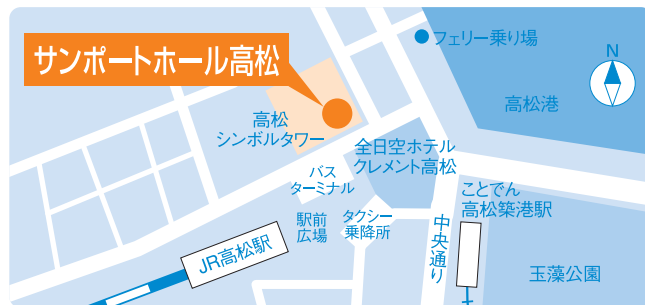 サンポートホール高松
フェリー乗り場
N
高松港
高松
シンボルタワー
全日空ホテル
クレメント高松
バス
ターミナル
ことでん
高松築港駅
駅前
広場
タクシー
乗降所
中央通り
JR高松駅
玉藻公園